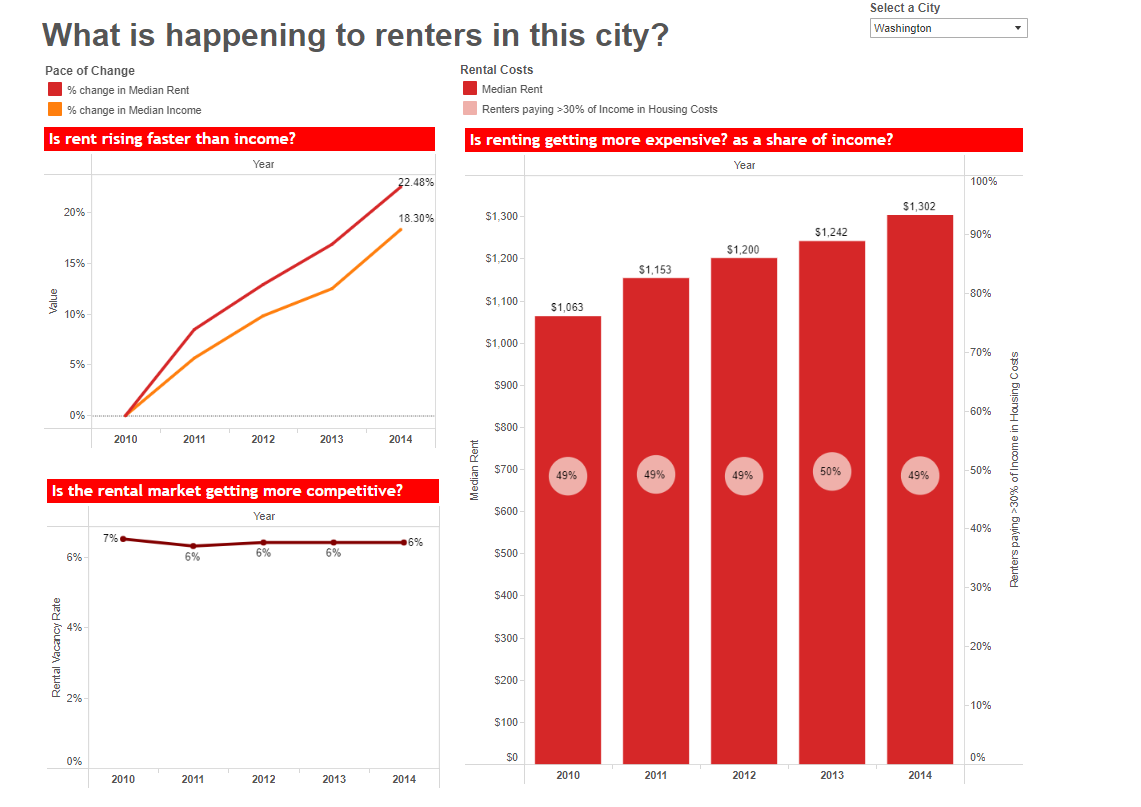 Select a City
Washington
What is happening to renters in this city?
Pace of Change
% change in Median Rent
% change in Median Income
Rental Costs
Median Rent
Renters paying >30% of Income in Housing Costs
Is rent rising faster than income?
Year
22.48%
18.30%
20%
15%
10%
5%
0%
Value
2010 2011 2012 2013 2014
Is the rental market getting more competitive?
Year
7%
6%
6%
6%
6%
6%
4%
2%
0%
Rental Vacancy Rate
2010 2011 2012 2013 2014
Is renting getting more expensive? as a share of income?
Year
$1,300
$1,200
$1,100
$1,000
$900
$800
$700
$600
$500
$400
$300
$200
$100
$0
Median Rent
$1,063
$1,153
$1,200
$1,242
$1,302
49%
49%
49%
50%
49%
100%
90%
80%
70%
60%
50%
40%
30%
20%
10%
0%
Renters paying >30% of Income in Housing Costs
2010 2011 2012 2013 2014